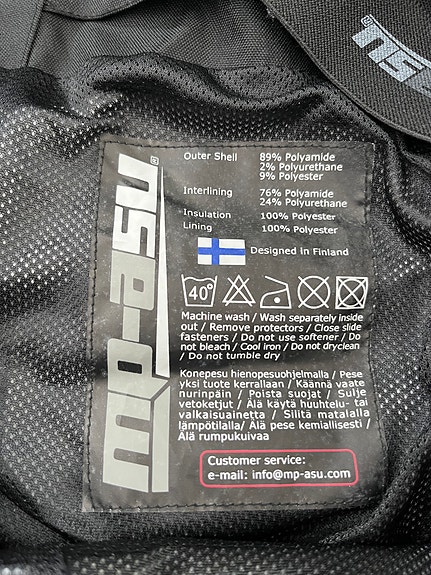 nsa
mp-asu®
Outer Shell 89% Polyamide
2% Polyurethane
9% Polyester
Interlining 76% Polyamide
24% Polyurethane
Insulation 100% Polyester
Lining 100% Polyester
Designed in Finland
40°
Machine wash / Wash separately inside
out / Remove protectors / Close slide
fasteners / Do not use softener / Do
not bleach / Cool iron / Do not dryclean
/ Do not tumble dry
Konepesu hienopesuohjelmalla / Pese
yksi tuote kerrallaan / Käännä vaate
nurinpäin / Poista suojat / Sulje
vetoketjut / Älä käytä huuhtelu- tai
valkaisuainetta / Silitä matalalla
lämpötilalla / Älä pese kemiallisesti /
Älä rumpukuivaa
Customer service:
e-mail: info@mp-asu.com